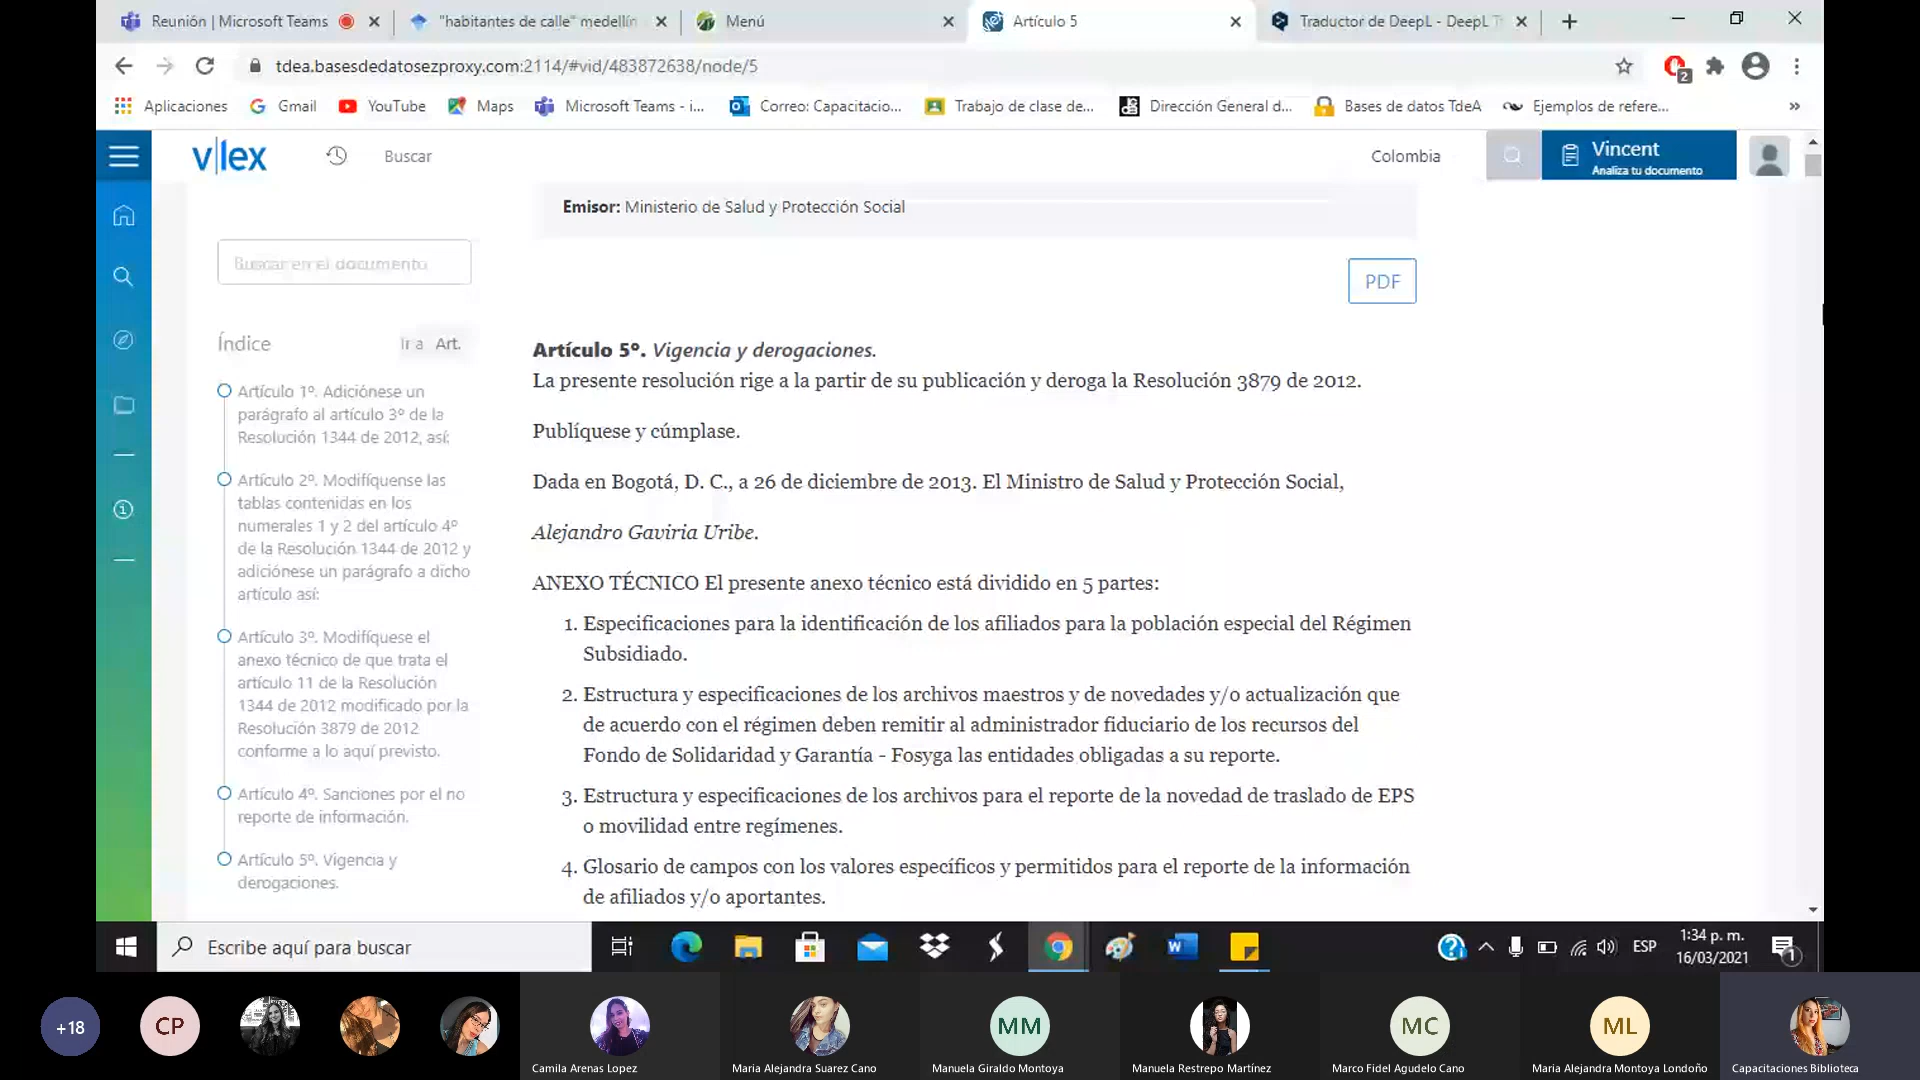 Reunión | Microsoft Teams
"habitantes de calle" medellín
Menú
Artículo 5
Traductor de DeepL - DeepL Tr
tdea.basesdedatosezproxy.com:2114/#vid/483872638/node/5
2
Aplicaciones
Gmail
YouTube
Maps
Microsoft Teams - i...
Correo: Capacitacio...
Trabajo de clase de...
Dirección General d...
Bases de datos TdeA
Ejemplos de refere...
»
v|lex
Buscar
Colombia
Vincent
Analiza tu documento
Emisor: Ministerio de Salud y Protección Social
Buscar en el documento
PDF
Índice
Ir a Art.
Artículo 1º. Adiciónese un
parágrafo al artículo 3º de la
Resolución 1344 de 2012, así:
Artículo 2º. Modifíquense las
tablas contenidas en los
numerales 1 y 2 del artículo 4º
de la Resolución 1344 de 2012 y
adiciónese un parágrafo a dicho
artículo así:
Artículo 3º. Modifíquese el
anexo técnico de que trata el
artículo 11 de la Resolución
1344 de 2012 modificado por la
Resolución 3879 de 2012
conforme a lo aquí previsto.
Artículo 4º. Sanciones por el no
reporte de información.
Artículo 5º. Vigencia y
derogaciones.
Artículo 5º. Vigencia y derogaciones.
La presente resolución rige a la partir de su publicación y deroga la Resolución 3879 de 2012.
Publíquese y cúmplase.
Dada en Bogotá, D. C., a 26 de diciembre de 2013. El Ministro de Salud y Protección Social,
Alejandro Gaviria Uribe.
ANEXO TÉCNICO El presente anexo técnico está dividido en 5 partes:
1. Especificaciones para la identificación de los afiliados para la población especial del Régimen
Subsidiado.
2. Estructura y especificaciones de los archivos maestros y de novedades y/o actualización que
de acuerdo con el régimen deben remitir al administrador fiduciario de los recursos del
Fondo de Solidaridad y Garantía - Fosyga las entidades obligadas a su reporte.
3. Estructura y especificaciones de los archivos para el reporte de la novedad de traslado de EPS
o movilidad entre regímenes.
4. Glosario de campos con los valores específicos y permitidos para el reporte de la información
de afiliados y/o aportantes.
Escribe aquí para buscar
ESP
1:34 p. m.
16/03/2021
1
+18
CP
MM
MC
ML
Camila Arenas Lopez
Maria Alejandra Suarez Cano
Manuela Giraldo Montoya
Manuela Restrepo Martínez
Marco Fidel Agudelo Cano
Maria Alejandra Montoya Londoño
Capacitaciones Biblioteca